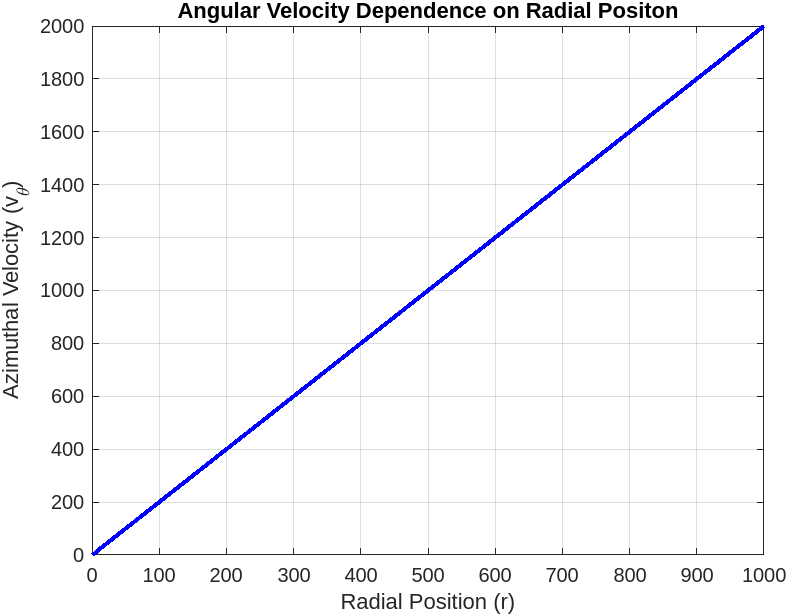 Angular Velocity Dependence on Radial Positon
Azimuthal Velocity (vθ)
2000
1800
1600
1400
1200
1000
800
600
400
200
0
0 100 200 300 400 500 600 700 800 900 1000
Radial Position (r)